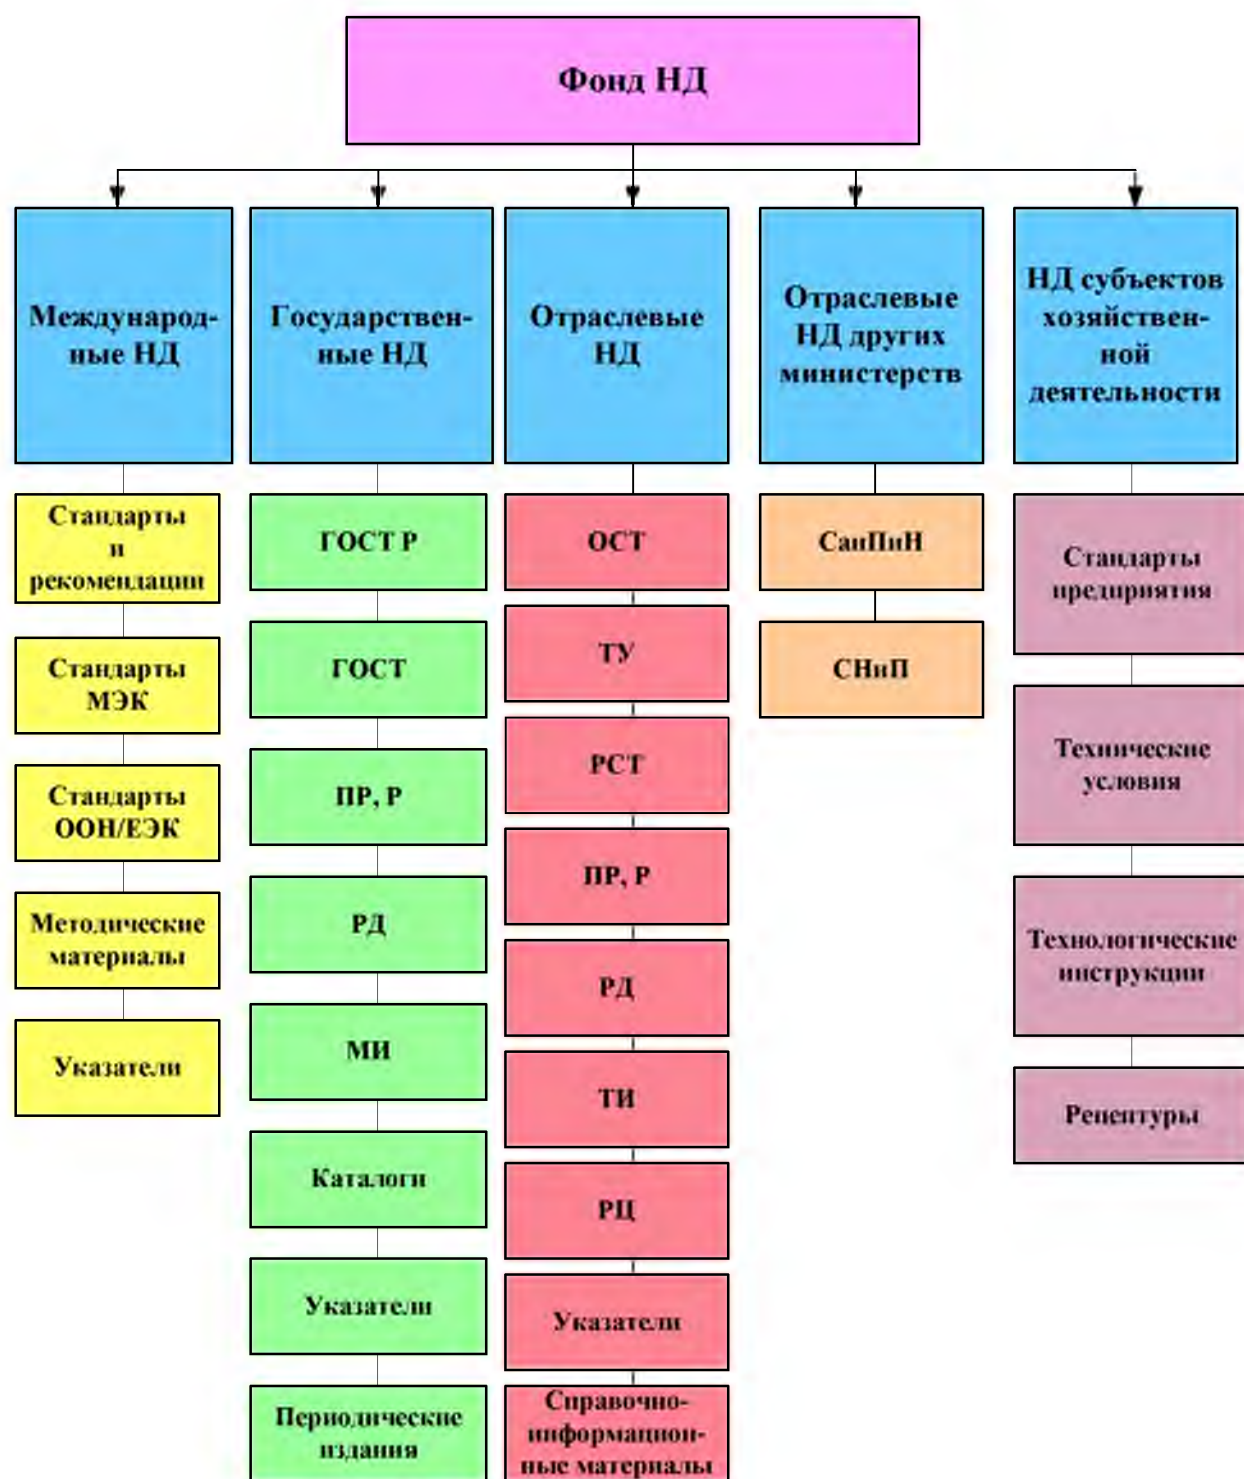 Фонд НД
Международ-
ные НД
Государствен-
ные НД
Отраслевые
НД
Отраслевые
НД других
министерств
НД субъектов
хозяйствен-
ной
деятельности
Стандарты
и
рекомендации
Стандарты
МЭК
Стандарты
ООН/ЕЭК
Методические
материалы
Указатели
ГОСТ Р
ГОСТ
ПР, Р
РД
МИ
Каталоги
Указатели
Периодические
издания
ОСТ
ТУ
РСТ
ПР, Р
РД
ТИ
РЦ
Указатели
Справочно-
информацион-
ные материалы
СанПиН
СНиП
Стандарты
предприятия
Технические
условия
Технологические
инструкции
Рецептуры